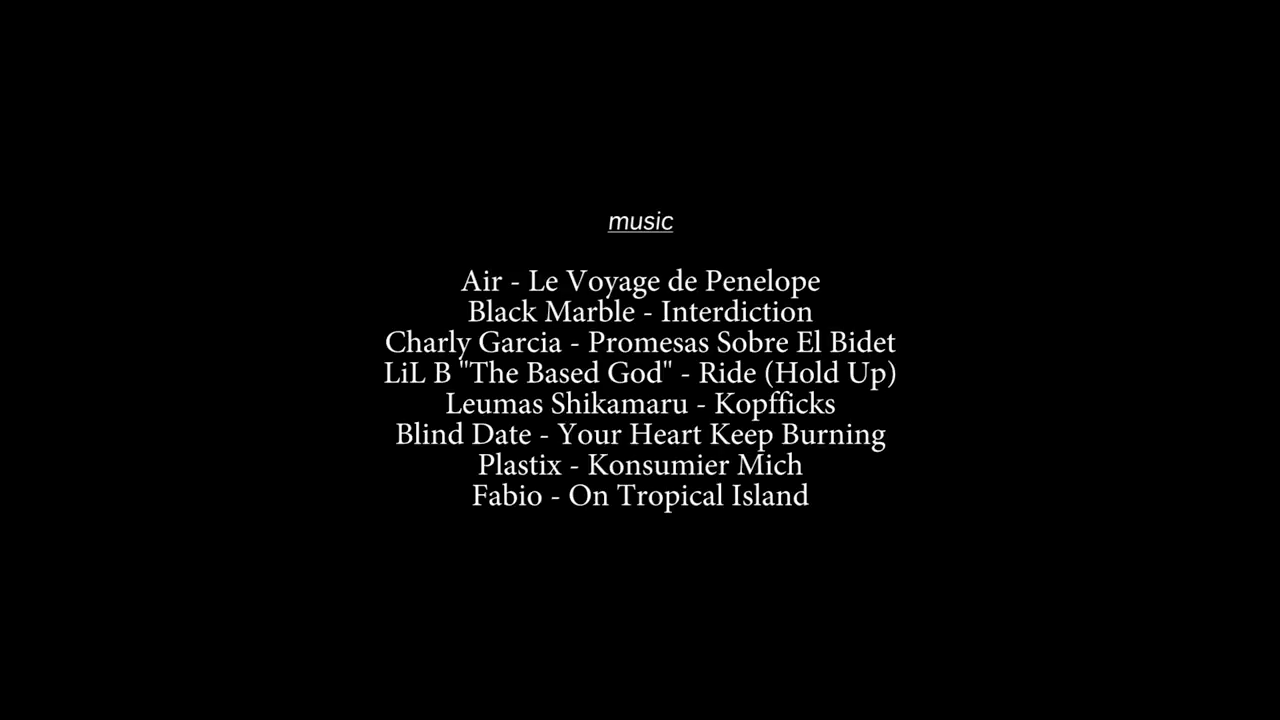 music
Air - Le Voyage de Penelope
Black Marble - Interdiction
Charly Garcia - Promesas Sobre El Bidet
LiL B "The Based God" - Ride (Hold Up)
Leumas Shikamaru - Kopfficks
Blind Date - Your Heart Keep Burning
Plastix - Konsumier Mich
Fabio - On Tropical Island